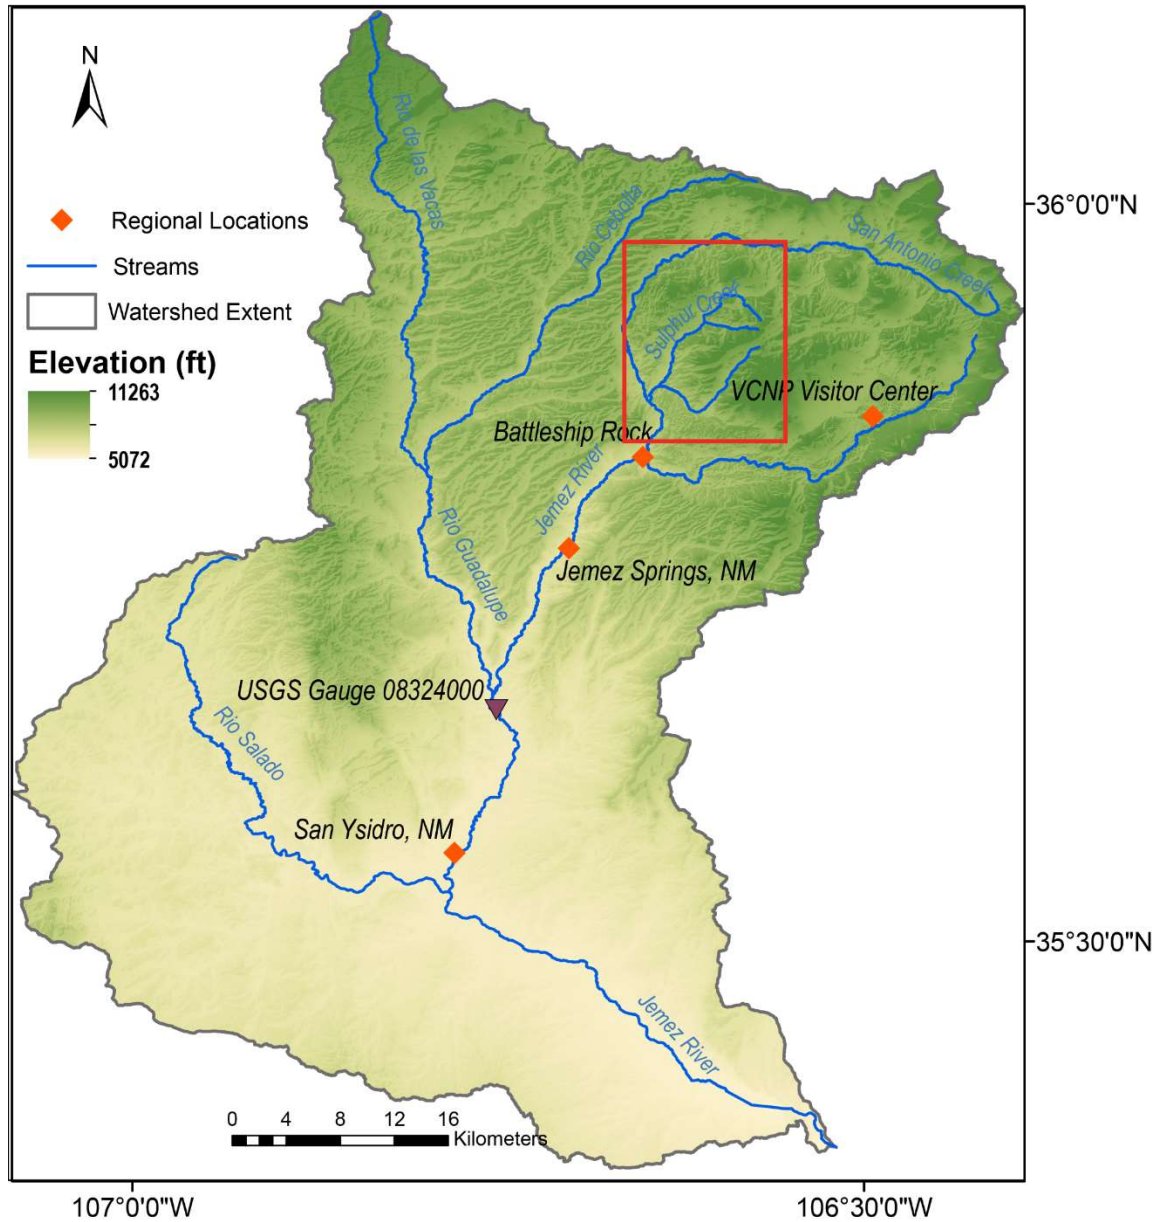 N
Regional Locations
Streams
Watershed Extent
Elevation (ft)
11263
5072
Rio de las Vacas
Rio Cebolla
San Antonio Creek
Sulphur Creek
VCNP Visitor Center
Battleship Rock
Jemez River
Jemez Springs, NM
Rio Guadalupe
USGS Gauge 08324000
Rio Salado
San Ysidro, NM
Jemez River
0 4 8 12 16
Kilometers
36°0'0"N
35°30'0"N
107°0'0"W
106°30'0"W